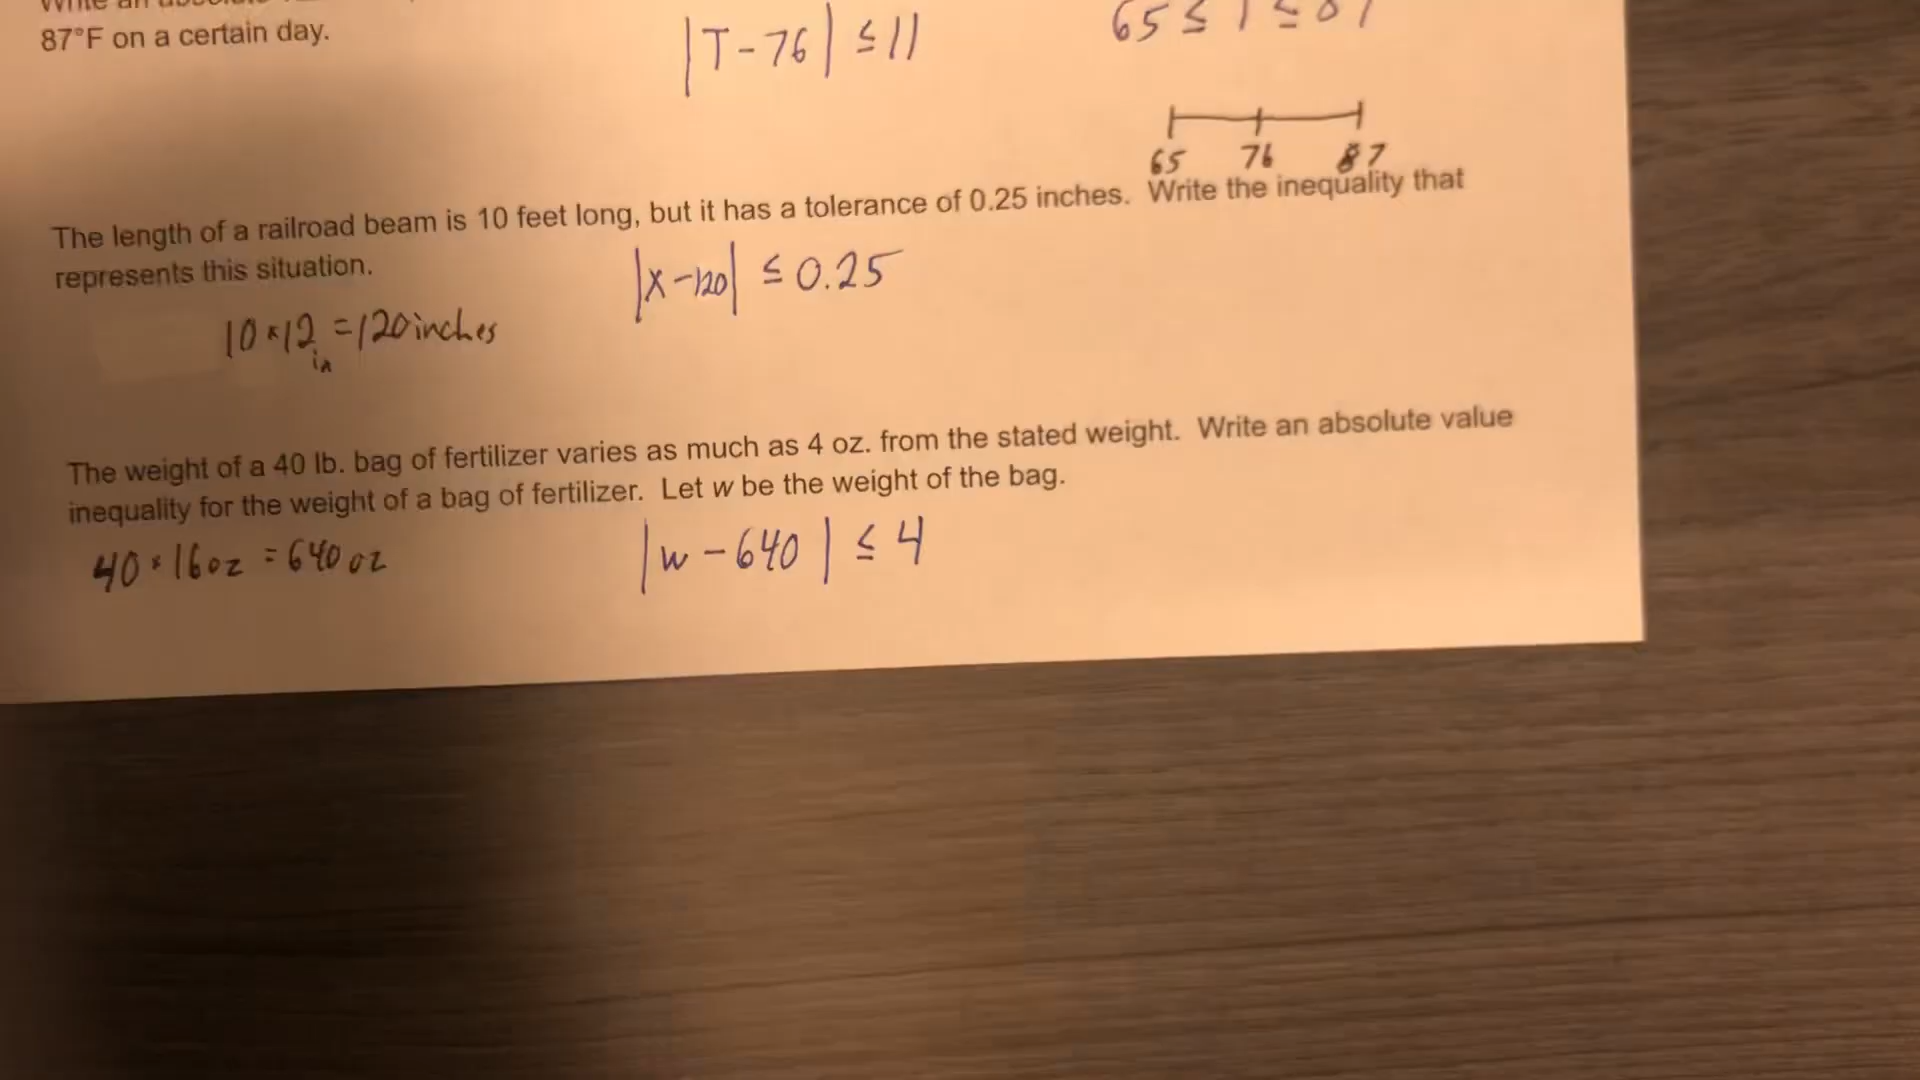 Write an
87°F on a certain day.
|T-76| ≤ 11
65 ≤ T ≤ 87
65 76 87
The length of a railroad beam is 10 feet long, but it has a tolerance of 0.25 inches. Write the inequality that
represents this situation.
|x-120| ≤ 0.25
10 × 12 in = 120 inches
The weight of a 40 lb. bag of fertilizer varies as much as 4 oz. from the stated weight. Write an absolute value
inequality for the weight of a bag of fertilizer. Let w be the weight of the bag.
40 × 16 oz = 640 oz
|w - 640| ≤ 4